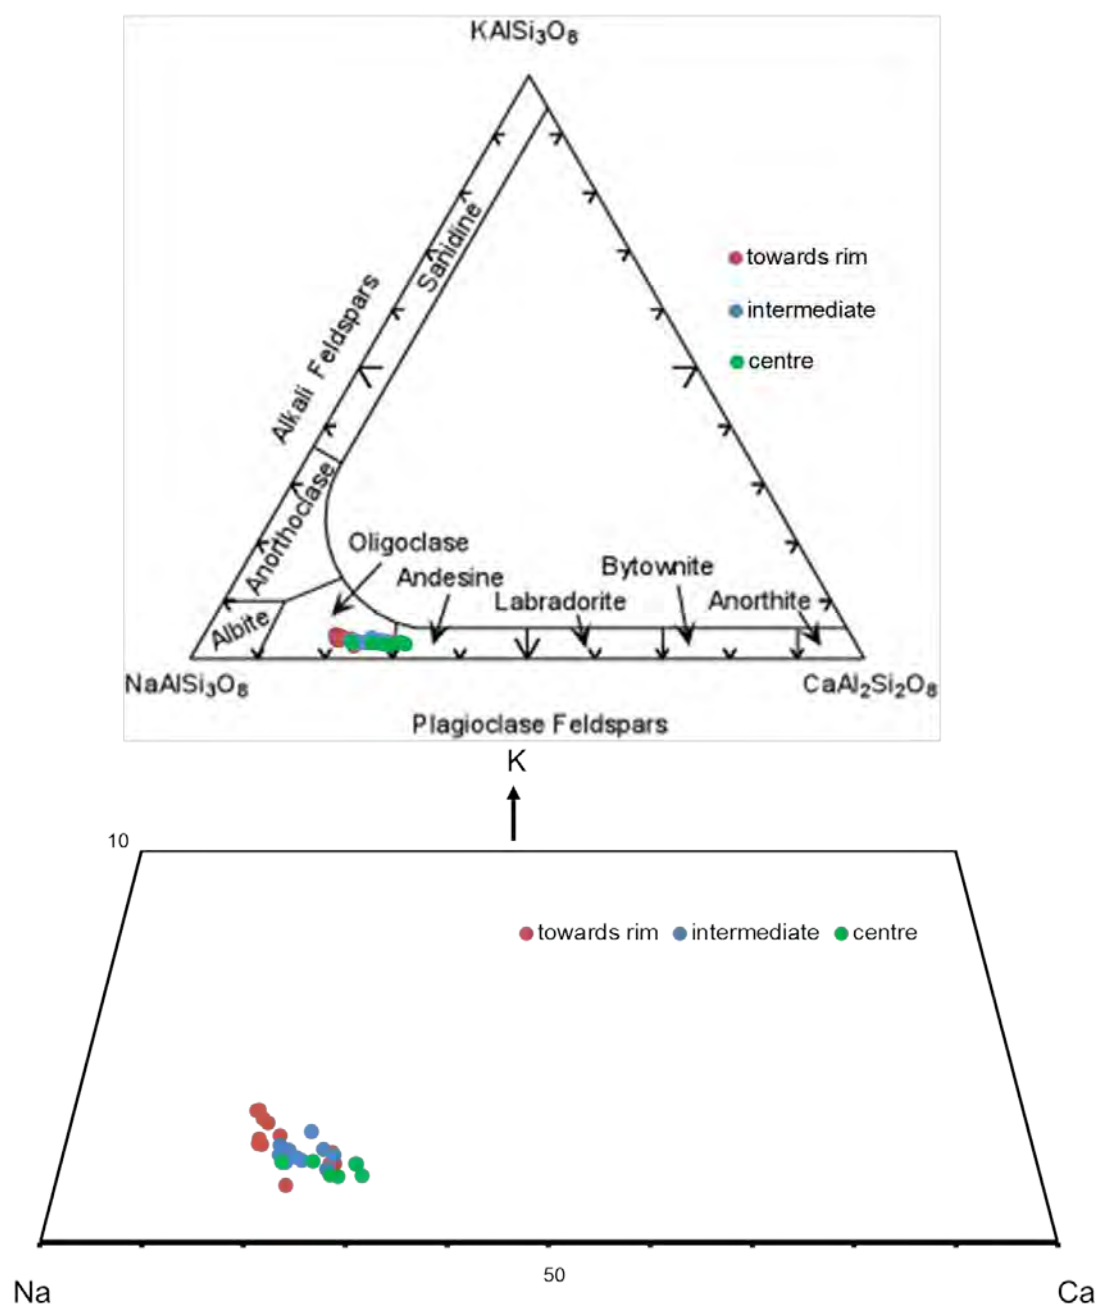 KAlSi₃O₈
towards rim
intermediate
centre
Alkali Feldspars
Sanidine
Anorthoclase
Albite
Oligoclase
Andesine
Labradorite
Bytownite
Anorthite
NaAlSi₃O₈
CaAl₂Si₂O₈
Plagioclase Feldspars
K
10
towards rim intermediate centre
50
Na
Ca